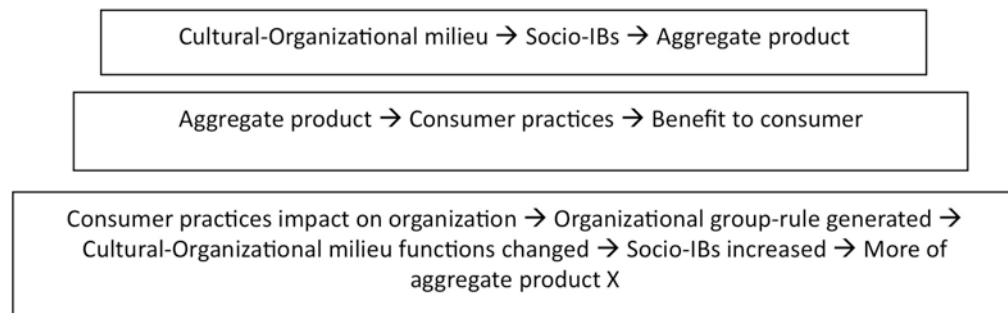 Cultural-Organizational milieu → Socio-IBs → Aggregate product
Aggregate product → Consumer practices → Benefit to consumer
Consumer practices impact on organization → Organizational group-rule generated →
Cultural-Organizational milieu functions changed → Socio-IBs increased → More of
aggregate product X